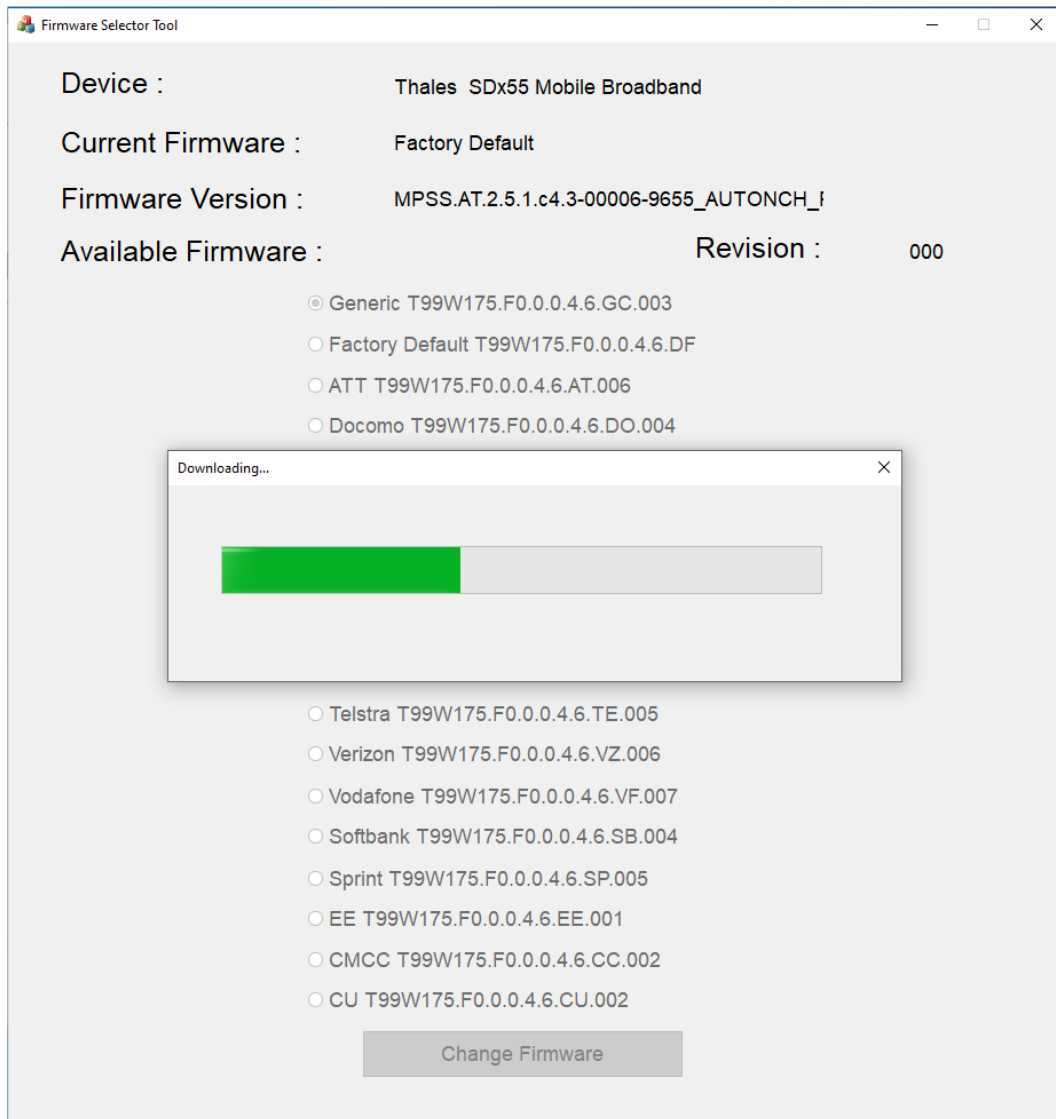 Firmware Selector Tool
Device :
Thales SDx55 Mobile Broadband
Current Firmware :
Factory Default
Firmware Version :
MPSS.AT.2.5.1.c4.3-00006-9655_AUTONCH_
Available Firmware :
Revision :
000
Generic T99W175.F0.0.0.4.6.GC.003
Factory Default T99W175.F0.0.0.4.6.DF
ATT T99W175.F0.0.0.4.6.AT.006
Docomo T99W175.F0.0.0.4.6.DO.004
Downloading...
Telstra T99W175.F0.0.0.4.6.TE.005
Verizon T99W175.F0.0.0.4.6.VZ.006
Vodafone T99W175.F0.0.0.4.6.VF.007
Softbank T99W175.F0.0.0.4.6.SB.004
Sprint T99W175.F0.0.0.4.6.SP.005
EE T99W175.F0.0.0.4.6.EE.001
CMCC T99W175.F0.0.0.4.6.CC.002
CU T99W175.F0.0.0.4.6.CU.002
Change Firmware